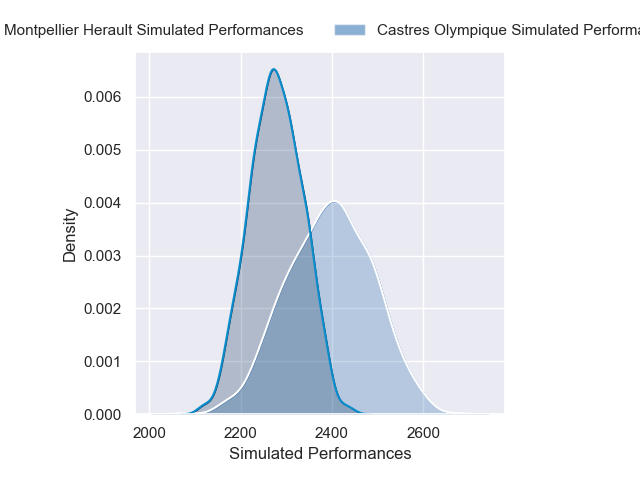 Montpellier Herault Simulated Performances
Castres Olympique Simulated
0.006
0.005
0.004
0.003
0.002
0.001
0.000
Density
2000 2200 2400 2600
Simulated Performances